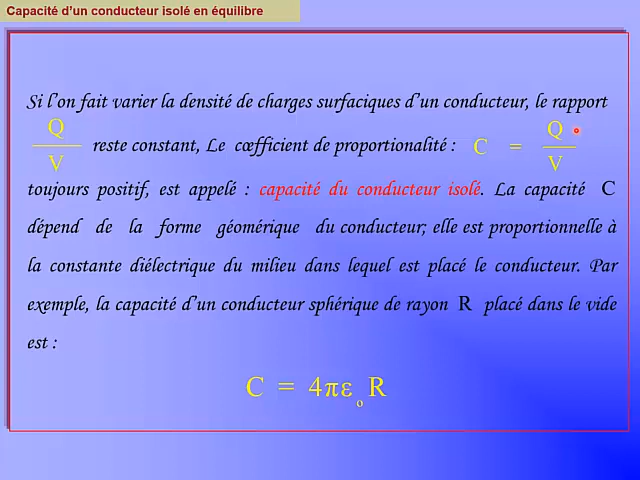 Capacité d'un conducteur isolé en équilibre
Si l'on fait varier la densité de charges surfaciques d'un conducteur, le rapport
Q/V reste constant, Le cœfficient de proportionalité : C = Q/V
toujours positif, est appelé : capacité du conducteur isolé. La capacité C
dépend de la forme géomérique du conducteur; elle est proportionnelle à
la constante diélectrique du milieu dans lequel est placé le conducteur. Par
exemple, la capacité d'un conducteur sphérique de rayon R placé dans le vide
est :
C = 4πε₀R